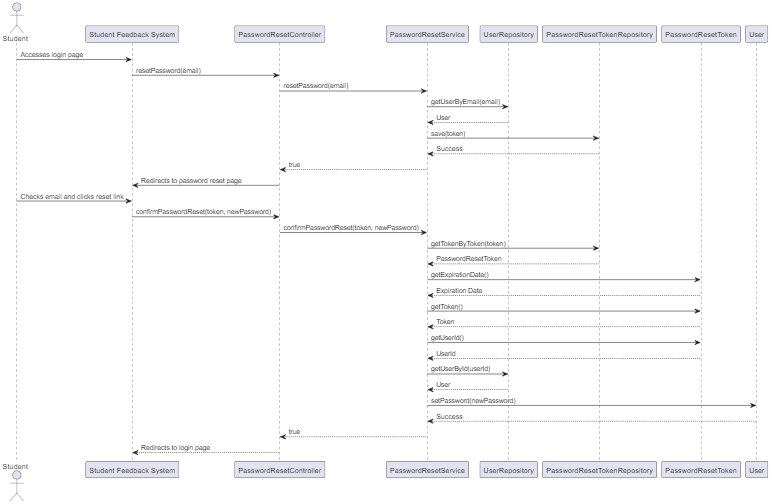 Student
Student Feedback System
PasswordResetController
PasswordResetService
UserRepository
PasswordResetTokenRepository
PasswordResetToken
User
Accesses login page
resetPassword(email)
resetPassword(email)
getUserByEmail(email)
User
save(token)
Success
true
Redirects to password reset page
Checks email and clicks reset link
confirmPasswordReset(token, newPassword)
confirmPasswordReset(token, newPassword)
getTokenByToken(token)
PasswordResetToken
getExpirationDate()
Expiration Date
getToken()
Token
getUserId()
UserId
getUserById(userId)
User
setPassword(newPassword)
Success
true
Redirects to login page
Student
Student Feedback System
PasswordResetController
PasswordResetService
UserRepository
PasswordResetTokenRepository
PasswordResetToken
User